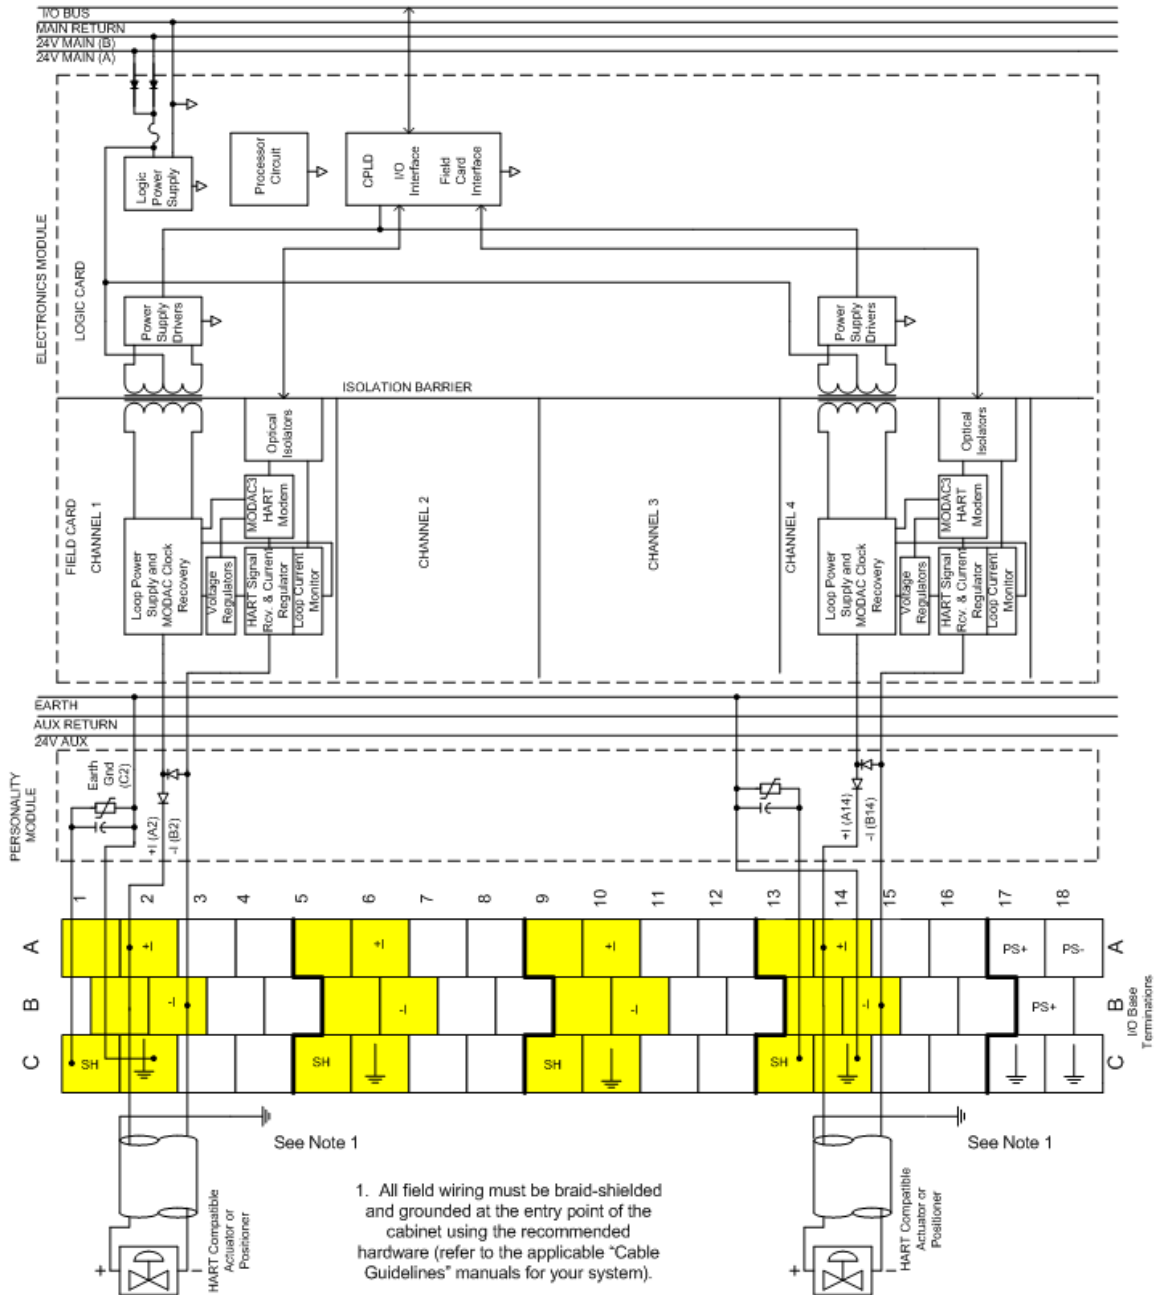 I/O BUS
MAIN RETURN
24V MAIN (B)
24V MAIN (A)
ELECTRONICS MODULE
LOGIC CARD
Logic
Power
Supply
Processor
Circuit
CPLD
I/O
Interface
Field
Card
Interface
Power
Supply
Drivers
Power
Supply
Drivers
ISOLATION BARRIER
FIELD CARD
CHANNEL 1
Optical
Isolators
MODAC3
HART
Modem
Loop Power
Supply and
MODAC Clock
Recovery
Voltage
Regulators
HART Signal
Rcv. & Current
Regulator
Loop Current
Monitor
CHANNEL 2
CHANNEL 3
CHANNEL 4
Optical
Isolators
MODAC3
HART
Modem
Loop Power
Supply and
MODAC Clock
Recovery
Voltage
Regulators
HART Signal
Rcv. & Current
Regulator
Loop Current
Monitor
EARTH
AUX RETURN
24V AUX
PERSONALITY
MODULE
Earth
Gnd
(C2)
+I (A2)
-I (B2)
+I (A14)
-I (B14)
1 2 3 4 5 6 7 8 9 10 11 12 13 14 15 16 17 18
A +I +I +I +I PS+ PS- A
B -I -I -I -I PS+ B
C SH SH SH SH C
I/O Base
Terminations
See Note 1
See Note 1
HART Compatible
Actuator or
Positioner
+ -
HART Compatible
Actuator or
Positioner
+ -
1. All field wiring must be braid-shielded
and grounded at the entry point of the
cabinet using the recommended
hardware (refer to the applicable "Cable
Guidelines" manuals for your system).